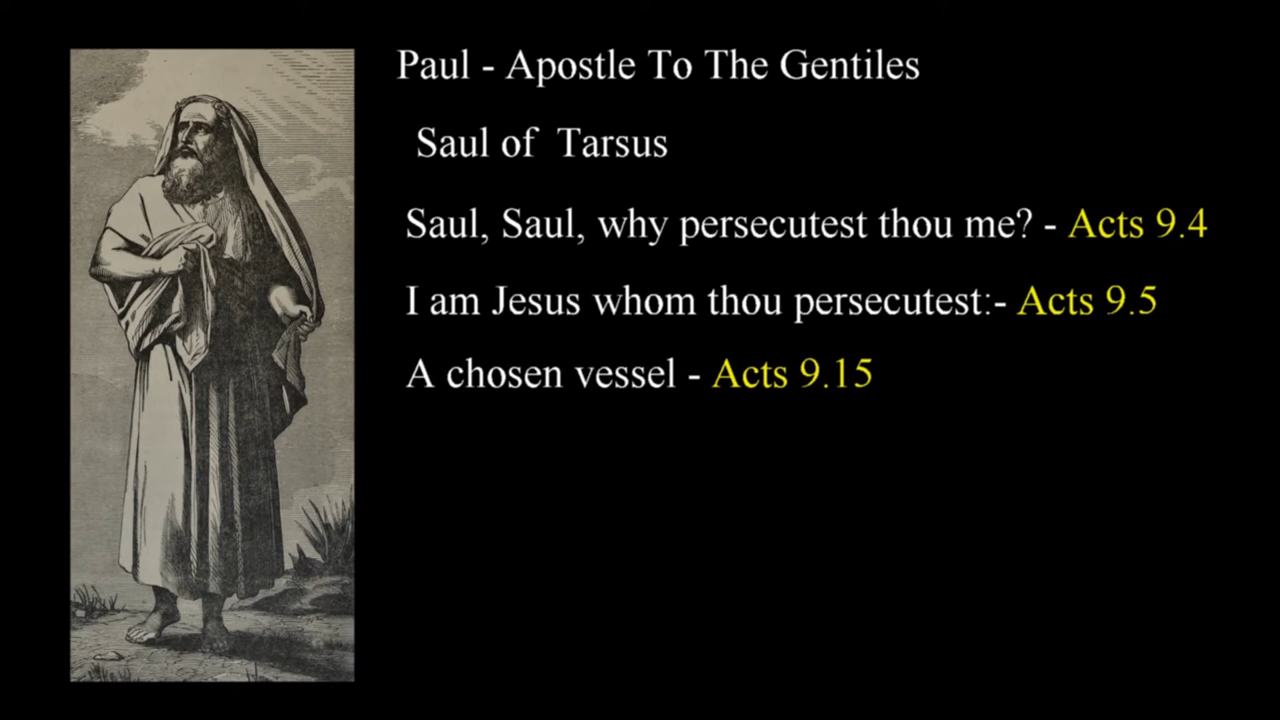 Paul - Apostle To The Gentiles
Saul of Tarsus
Saul, Saul, why persecutest thou me? - Acts 9.4
I am Jesus whom thou persecutest:- Acts 9.5
A chosen vessel - Acts 9.15